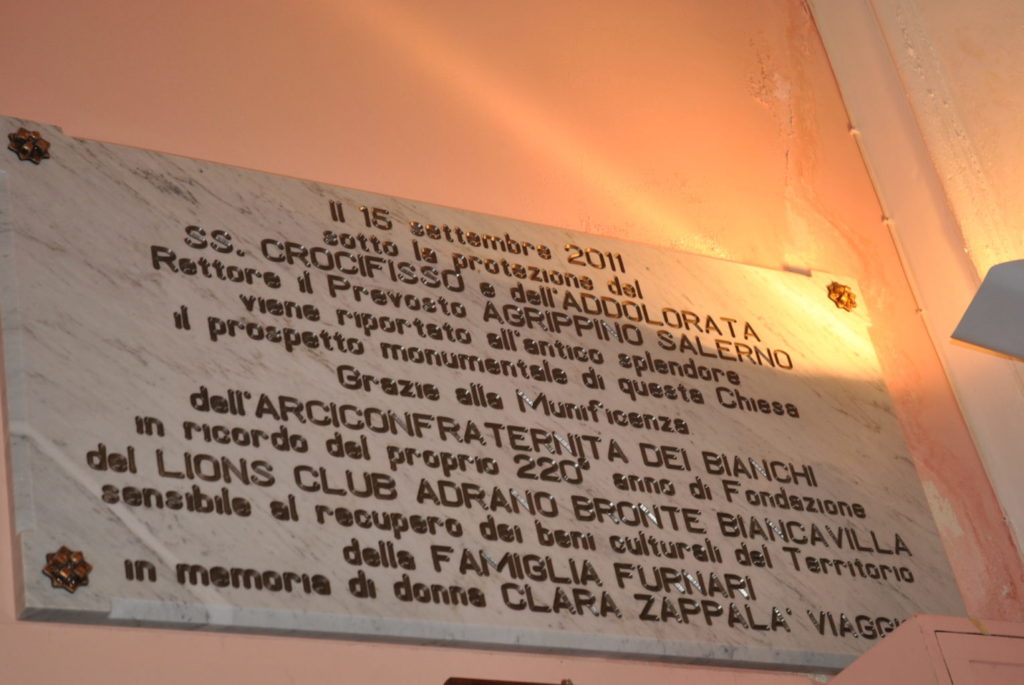 Il 15 settembre 2011
sotto la protezione del
SS. CROCIFISSO e dell'ADDOLORATA
Rettore il Prevosto AGRIPPINO SALERNO
viene riportato all'antico splendore
il prospetto monumentale di questa Chiesa
Grazie alla Munificenza
dell'ARCICONFRATERNITA DEI BIANCHI
in ricordo del proprio 220° anno di Fondazione
del LIONS CLUB ADRANO BRONTE BIANCAVILLA
sensibile al recupero dei beni culturali del Territorio
della FAMIGLIA FURNARI
in memoria di donna CLARA ZAPPALA'